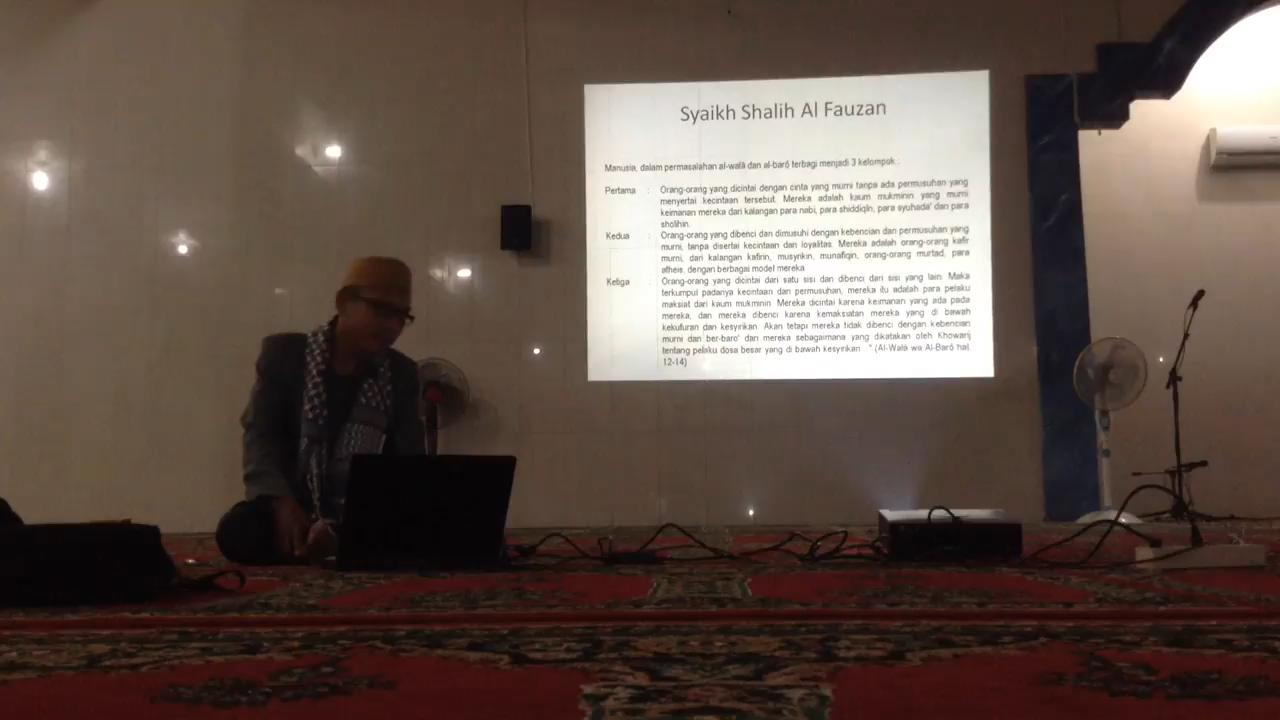 Syaikh Shalih Al Fauzan
Manusia, dalam permasalahan al-walâ dan al-barô terbagi menjadi 3 kelompok :
Pertama : Orang-orang yang dicintai dengan cinta yang murni tanpa ada permusuhan yang
menyertai kecintaan tersebut. Mereka adalah kaum mukminin yang murni
keimanan mereka dari kalangan para nabi, para shiddiqîn, para syuhada' dan para
sholihin.
Kedua : Orang-orang yang dibenci dan dimusuhi dengan kebencian dan permusuhan yang
murni, tanpa disertai kecintaan dan loyalitas. Mereka adalah orang-orang kafir
murni, dari kalangan kafirin, musyrikin, munafiqin, orang-orang murtad, para
atheis, dengan berbagai model mereka
Ketiga : Orang-orang yang dicintai dari satu sisi dan dibenci dari sisi yang lain. Maka
terkumpul padanya kecintaan dan permusuhan, mereka itu adalah para pelaku
maksiat dari kaum mukminin. Mereka dicintai karena keimanan yang ada pada
mereka, dan mereka dibenci karena kemaksiatan mereka yang di bawah
kekufuran dan kesyirikan. Akan tetapi mereka tidak dibenci dengan kebencian
murni dan ber-baro' dari mereka sebagaimana yang dikatakan oleh Khowarij
tentang pelaku dosa besar yang di bawah kesyirikan ." (Al-Walâ wa Al-Barô hal.
12-14)